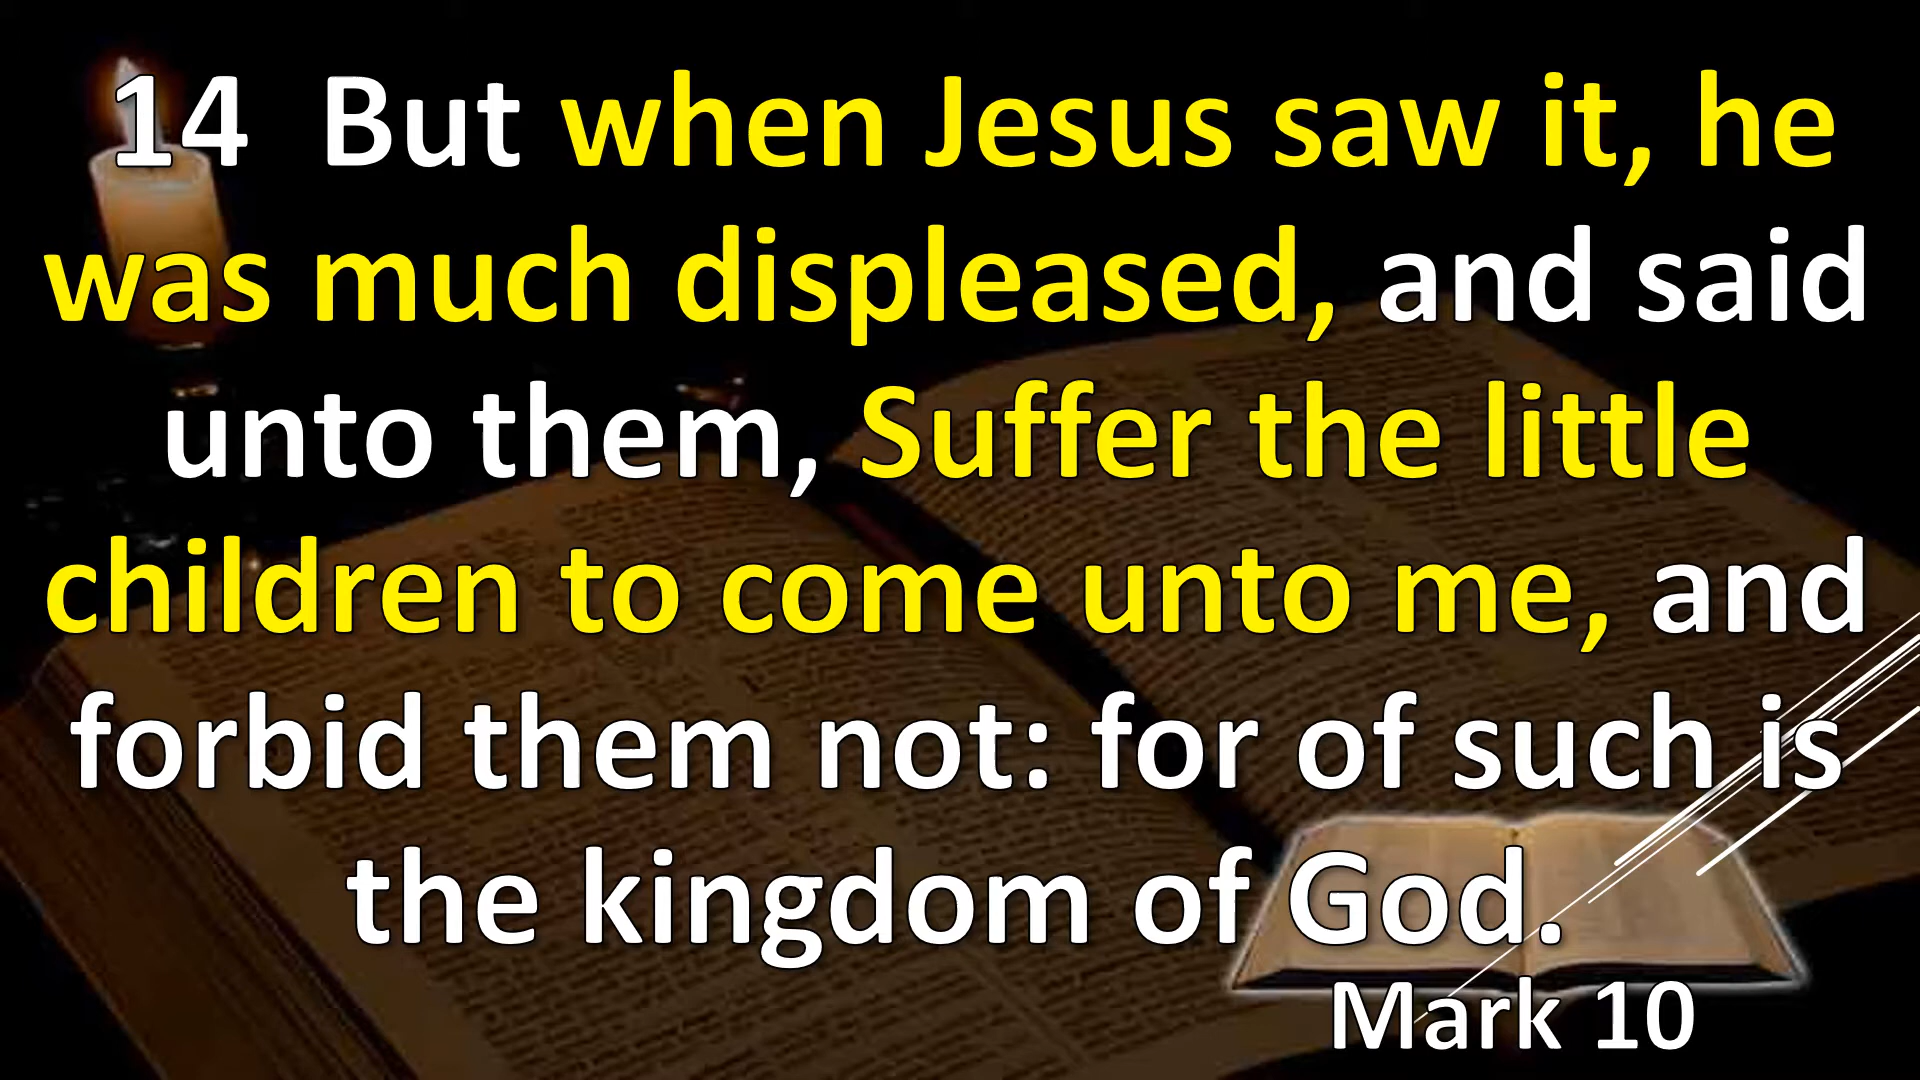 14  But when Jesus saw it, he
was much displeased, and said
unto them, Suffer the little
children to come unto me, and
forbid them not: for of such is
the kingdom of God.
Mark 10